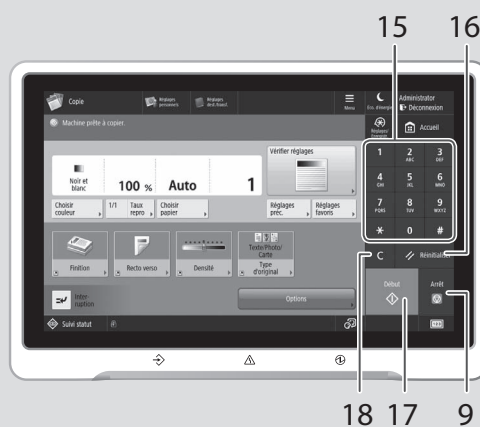 15 16
Copie
Réglages personnels
Réglages dest./transf.
Menu
Éco. d'énergie
Administrator
Déconnexion
Machine prête à copier.
Réglages/
Enregistr.
Accueil
Vérifier réglages
Noir et
blanc
100 %
Auto
1
Choisir
couleur
1/1
Taux
repro
Choisir
papier
Réglages
préc.
Réglages
favoris
Finition
Recto verso
Densité
Texte/Photo/
Carte
Type
d'original
Inter-
ruption
Options
Suivi statut
1 2 ABC 3 DEF
4 GHI 5 JKL 6 MNO
7 PQRS 8 TUV 9 WXYZ
* 0 #
C
Réinitialiser
Début
Arrêt
18 17 9